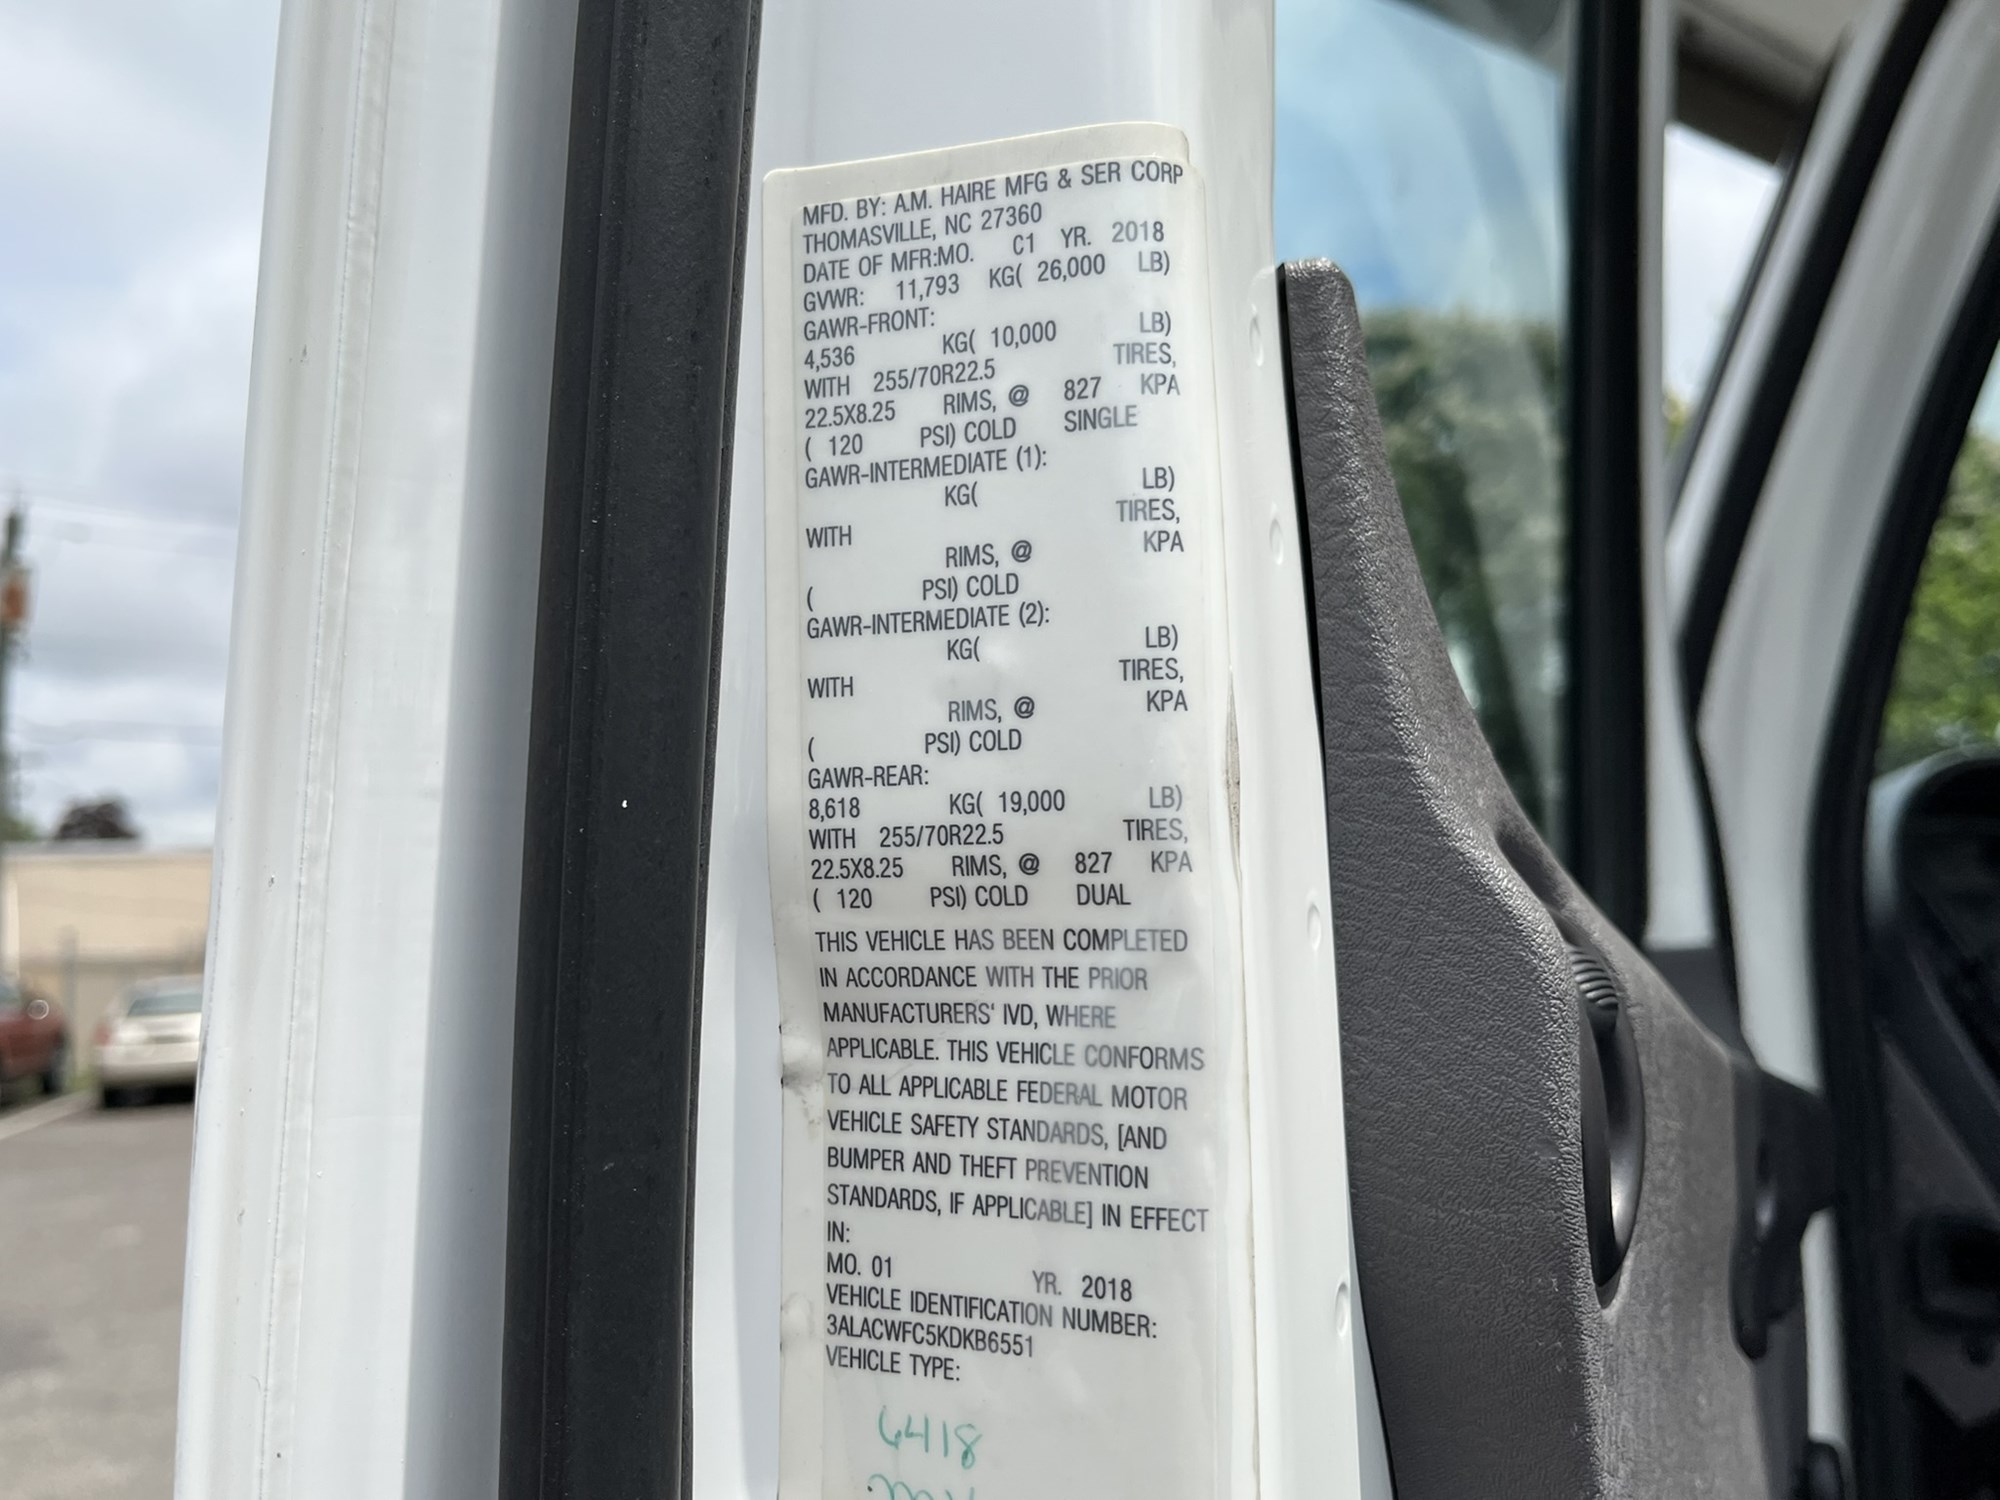 MFD. BY: A.M. HAIRE MFG & SER CORP
THOMASVILLE, NC 27360
DATE OF MFR:MO. C1 YR. 2018
GVWR: 11,793 KG( 26,000 LB)
GAWR-FRONT:
4,536 KG( 10,000 LB)
WITH 255/70R22.5 TIRES,
22.5X8.25 RIMS, @ 827 KPA
( 120 PSI) COLD SINGLE
GAWR-INTERMEDIATE (1):
KG( LB)
WITH TIRES,
RIMS, @ KPA
( PSI) COLD
GAWR-INTERMEDIATE (2):
KG( LB)
WITH TIRES,
RIMS, @ KPA
( PSI) COLD
GAWR-REAR:
8,618 KG( 19,000 LB)
WITH 255/70R22.5 TIRES,
22.5X8.25 RIMS, @ 827 KPA
( 120 PSI) COLD DUAL
THIS VEHICLE HAS BEEN COMPLETED
IN ACCORDANCE WITH THE PRIOR
MANUFACTURERS' IVD, WHERE
APPLICABLE. THIS VEHICLE CONFORMS
TO ALL APPLICABLE FEDERAL MOTOR
VEHICLE SAFETY STANDARDS, [AND
BUMPER AND THEFT PREVENTION
STANDARDS, IF APPLICABLE] IN EFFECT
IN:
MO. 01 YR. 2018
VEHICLE IDENTIFICATION NUMBER:
3ALACWFC5KDKB6551
VEHICLE TYPE:
6418